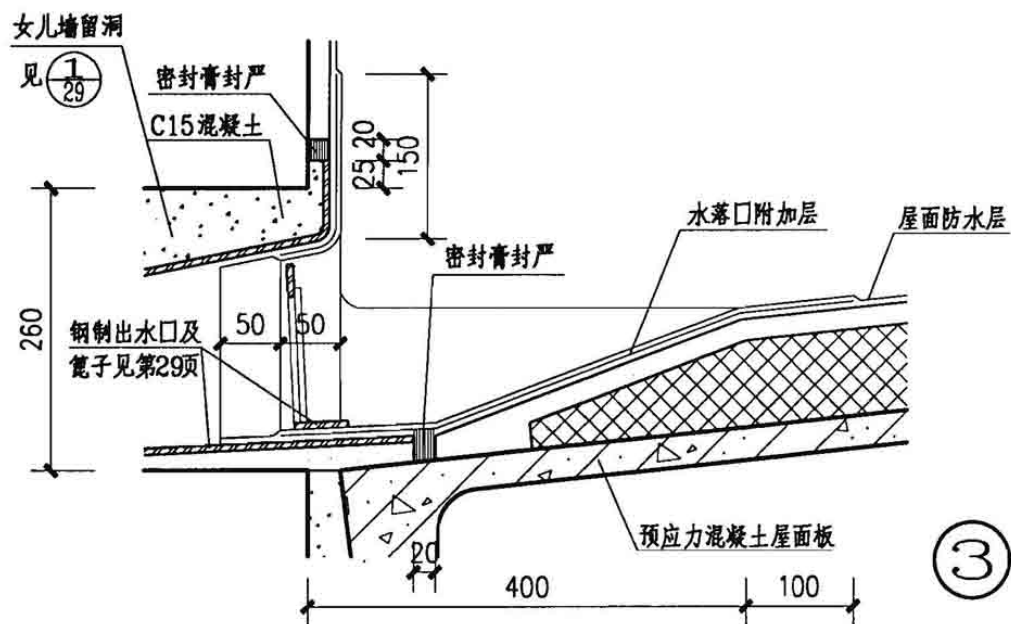 女儿墙留洞
见 1/29
密封膏封严
C15混凝土
20
25
150
水落口附加层
屋面防水层
密封膏封严
260
50
50
钢制出水口及
篦子见第29页
预应力混凝土屋面板
20
400
100
3